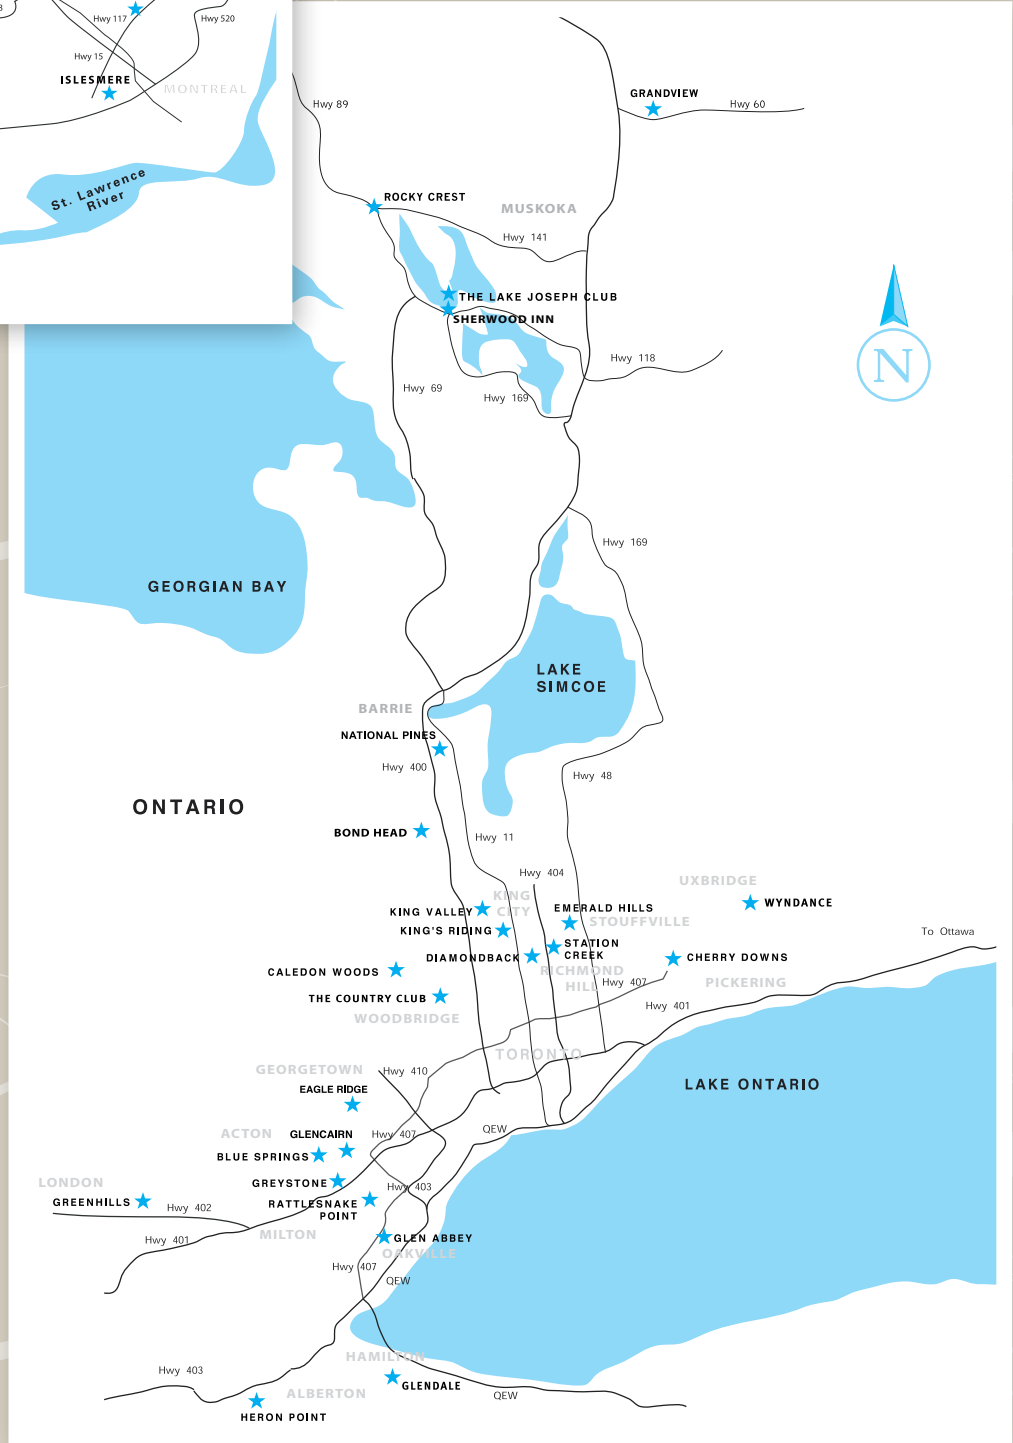 Hwy 117
Hwy 520
Hwy 15
ISLESMERE
MONTREAL
St. Lawrence
River
Hwy 89
GRANDVIEW
Hwy 60
ROCKY CREST
MUSKOKA
Hwy 141
THE LAKE JOSEPH CLUB
SHERWOOD INN
Hwy 118
Hwy 69
Hwy 169
N
Hwy 169
GEORGIAN BAY
LAKE
SIMCOE
BARRIE
NATIONAL PINES
Hwy 400
Hwy 48
ONTARIO
BOND HEAD
Hwy 11
Hwy 404
UXBRIDGE
KING
CITY
KING VALLEY
EMERALD HILLS
WYNDANCE
STOUFFVILLE
KING'S RIDING
To Ottawa
STATION
CREEK
DIAMONDBACK
CHERRY DOWNS
CALEDON WOODS
RICHMOND
HILL
Hwy 407
PICKERING
THE COUNTRY CLUB
Hwy 401
WOODBRIDGE
TORONTO
GEORGETOWN
Hwy 410
LAKE ONTARIO
EAGLE RIDGE
ACTON
GLENCAIRN
Hwy 407
QEW
BLUE SPRINGS
LONDON
GREYSTONE
Hwy 403
GREENHILLS
Hwy 402
RATTLESNAKE
POINT
MILTON
Hwy 401
GLEN ABBEY
OAKVILLE
Hwy 407
QEW
HAMILTON
Hwy 403
GLENDALE
ALBERTON
QEW
HERON POINT